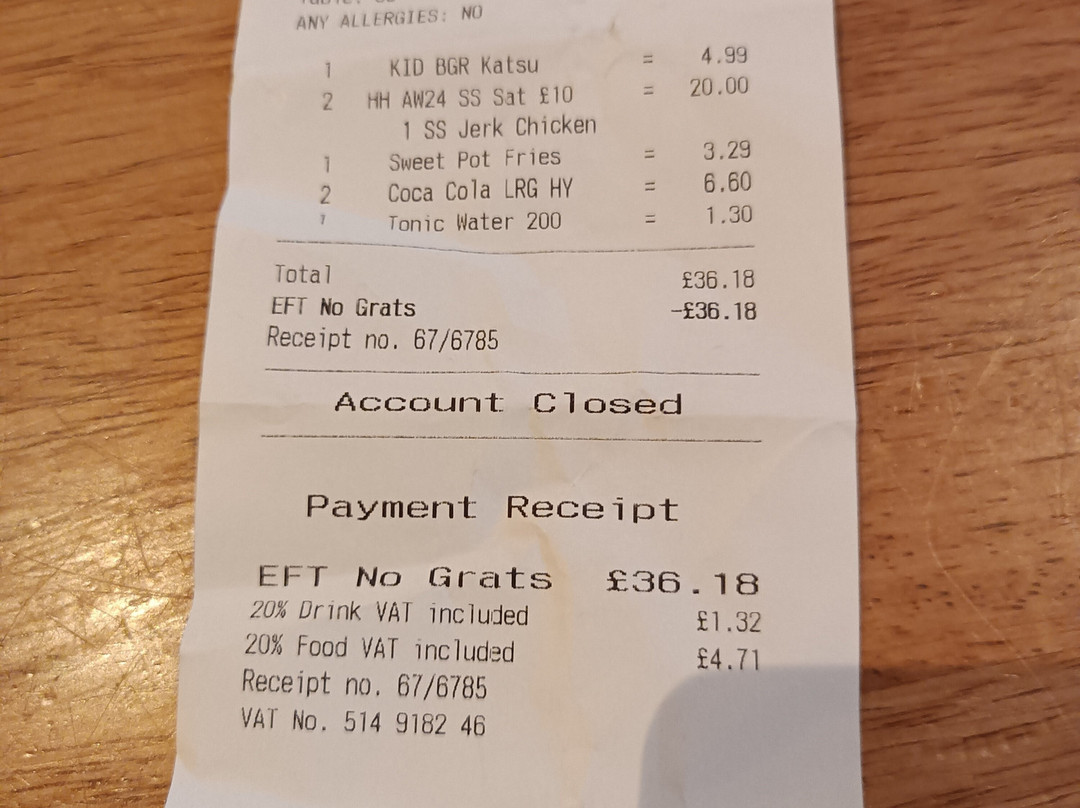 ANY ALLERGIES: NO
1 KID BGR Katsu = 4.99
2 HH AW24 SS Sat £10 = 20.00
1 SS Jerk Chicken
1 Sweet Pot Fries = 3.29
2 Coca Cola LRG HY = 6.60
1 Tonic Water 200 = 1.30
Total £36.18
EFT No Grats -£36.18
Receipt no. 67/6785
Account Closed
Payment Receipt
EFT No Grats £36.18
20% Drink VAT included £1.32
20% Food VAT included £4.71
Receipt no. 67/6785
VAT No. 514 9182 46